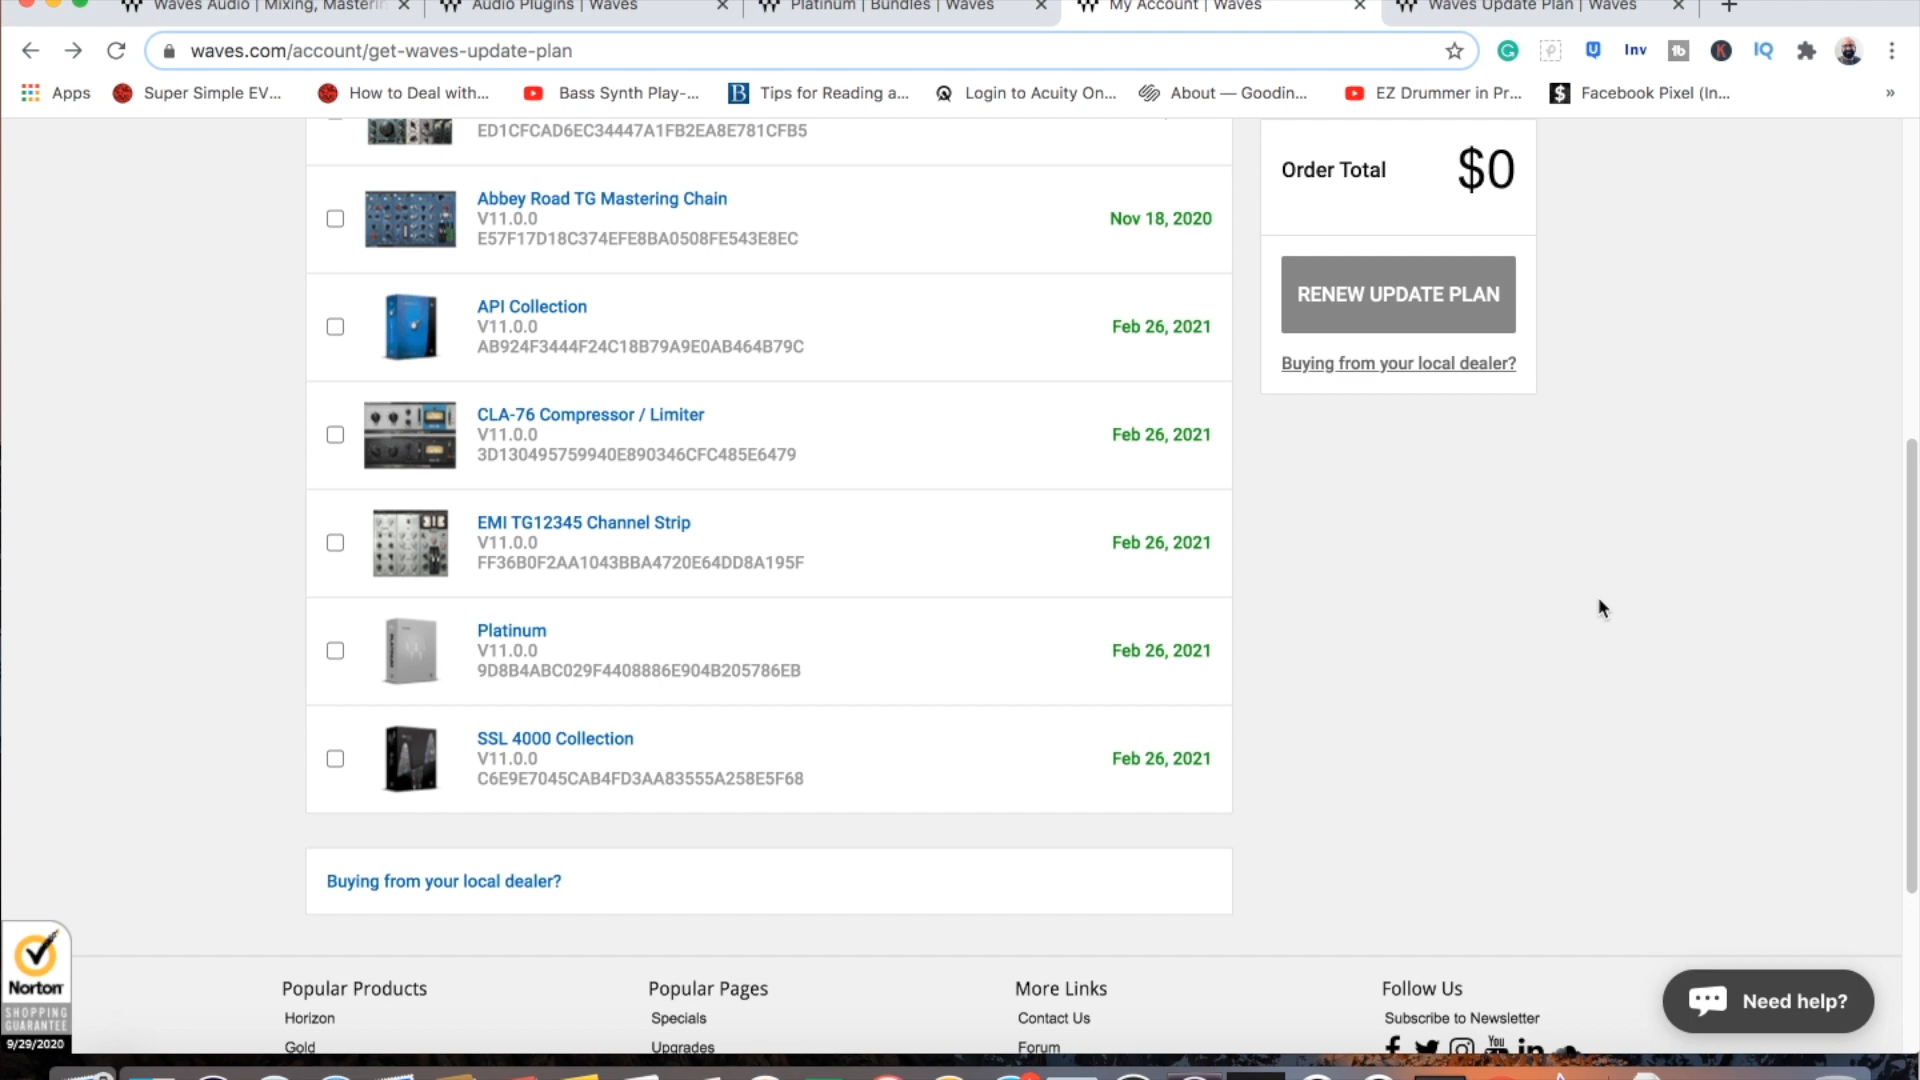 Waves Audio | Mixing, Masterin
Audio Plugins | Waves
Platinum | Bundles | Waves
My Account | Waves
Waves Update Plan | Waves
waves.com/account/get-waves-update-plan
Inv
tb
K
IQ
Apps
Super Simple EV...
How to Deal with...
Bass Synth Play-...
B
Tips for Reading a...
Login to Acuity On...
About — Goodin...
EZ Drummer in Pr...
$
Facebook Pixel (In...
»
ED1CFCAD6EC34447A1FB2EA8E781CFB5
Order Total
$0
Abbey Road TG Mastering Chain
V11.0.0
E57F17D18C374EFE8BA0508FE543E8EC
Nov 18, 2020
RENEW UPDATE PLAN
Buying from your local dealer?
API Collection
V11.0.0
AB924F3444F24C18B79A9E0AB464B79C
Feb 26, 2021
CLA-76 Compressor / Limiter
V11.0.0
3D130495759940E890346CFC485E6479
Feb 26, 2021
EMI TG12345 Channel Strip
V11.0.0
FF36B0F2AA1043BBA4720E64DD8A195F
Feb 26, 2021
Platinum
V11.0.0
9D8B4ABC029F4408886E904B205786EB
Feb 26, 2021
SSL 4000 Collection
V11.0.0
C6E9E7045CAB4FD3AA83555A258E5F68
Feb 26, 2021
Buying from your local dealer?
Norton
SHOPPING
GUARANTEE
9/29/2020
Popular Products
Horizon
Gold
Popular Pages
Specials
Upgrades
More Links
Contact Us
Forum
Follow Us
Subscribe to Newsletter
You
Need help?